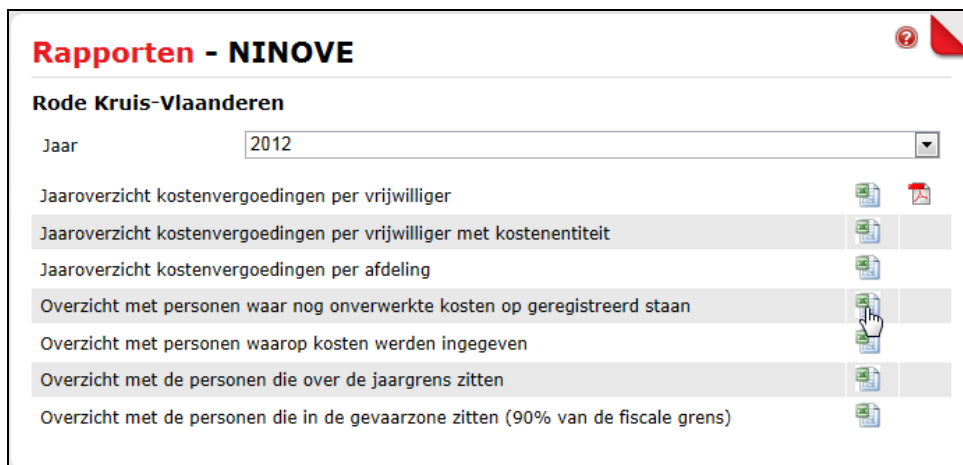 Rapporten - NINOVE
Rode Kruis-Vlaanderen
Jaar 2012
Jaaroverzicht kostenvergoedingen per vrijwilliger
Jaaroverzicht kostenvergoedingen per vrijwilliger met kostenentiteit
Jaaroverzicht kostenvergoedingen per afdeling
Overzicht met personen waar nog onverwerkte kosten op geregistreerd staan
Overzicht met personen waarop kosten werden ingegeven
Overzicht met de personen die over de jaargrens zitten
Overzicht met de personen die in de gevaarzone zitten (90% van de fiscale grens)